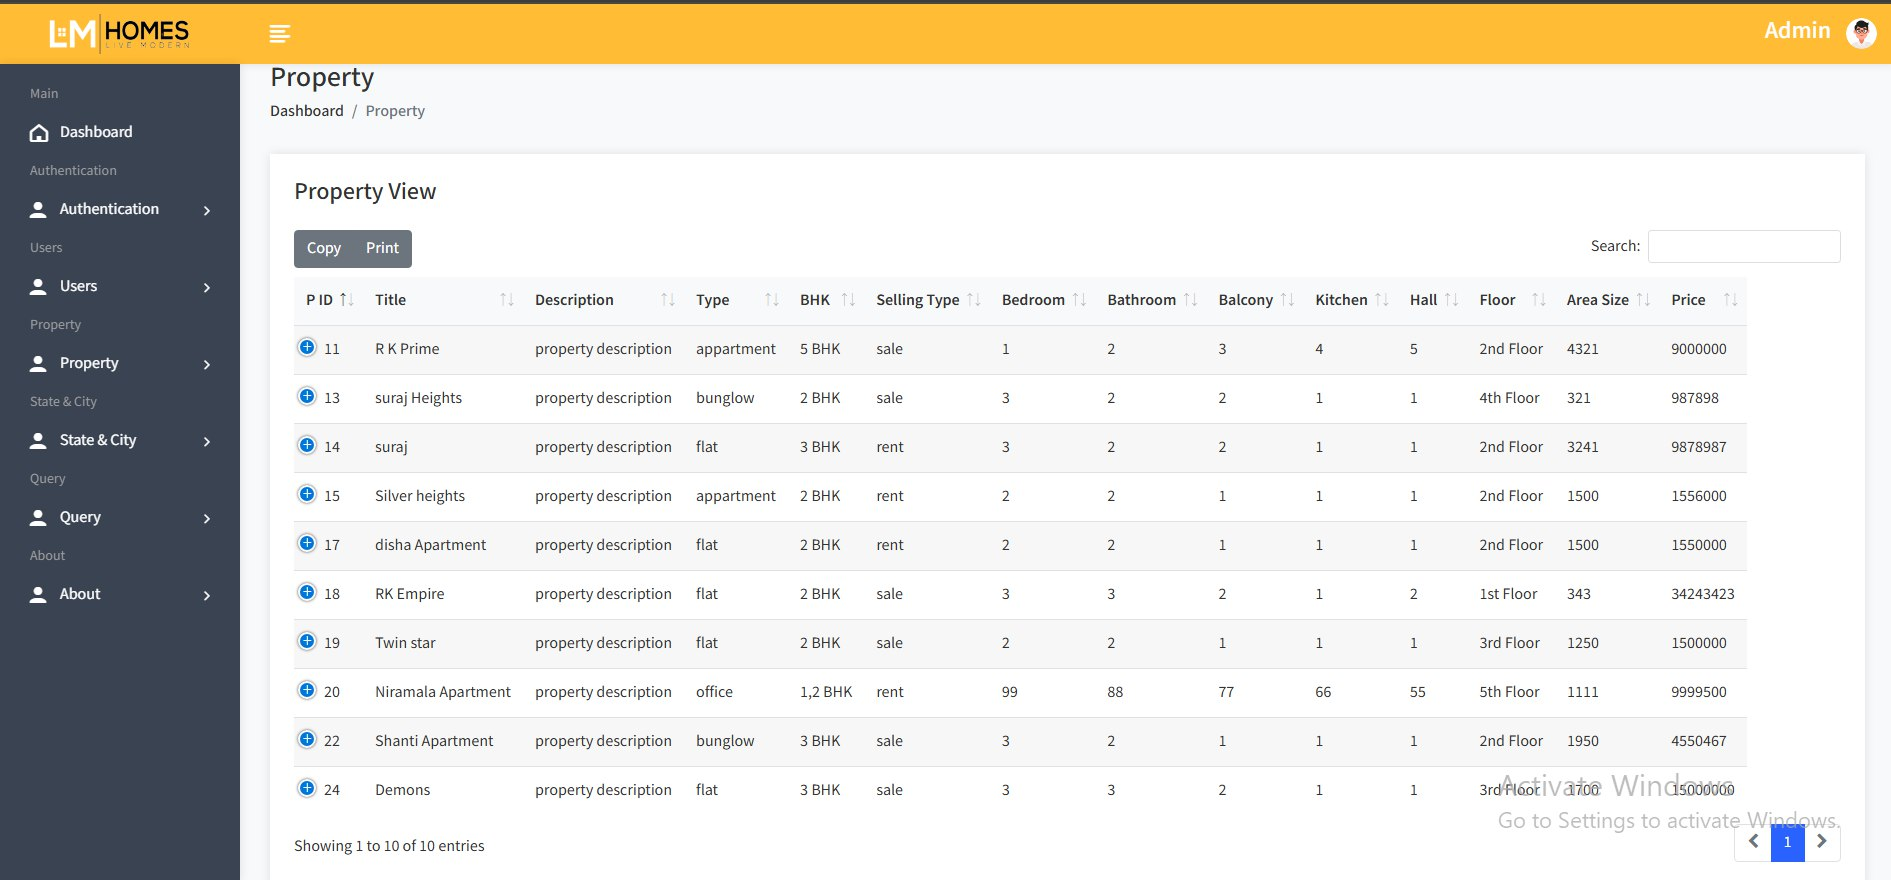 LM HOMES
LIVE MODERN
Admin
Main
Dashboard
Authentication
Authentication
Users
Users
Property
Property
State & City
State & City
Query
Query
About
About
Property
Dashboard / Property
Property View
Copy Print
Search:
P ID Title Description Type BHK Selling Type Bedroom Bathroom Balcony Kitchen Hall Floor Area Size Price
11 R K Prime property description appartment 5 BHK sale 1 2 3 4 5 2nd Floor 4321 9000000
13 suraj Heights property description bunglow 2 BHK sale 3 2 2 1 1 4th Floor 321 987898
14 suraj property description flat 3 BHK rent 3 2 2 1 1 2nd Floor 3241 9878987
15 Silver heights property description appartment 2 BHK rent 2 2 1 1 1 2nd Floor 1500 1556000
17 disha Apartment property description flat 2 BHK rent 2 2 1 1 1 2nd Floor 1500 1550000
18 RK Empire property description flat 2 BHK sale 3 3 2 1 2 1st Floor 343 34243423
19 Twin star property description flat 2 BHK sale 2 2 1 1 1 3rd Floor 1250 1500000
20 Niramala Apartment property description office 1,2 BHK rent 99 88 77 66 55 5th Floor 1111 9999500
22 Shanti Apartment property description bunglow 3 BHK sale 3 2 1 1 1 2nd Floor 1950 4550467
24 Demons property description flat 3 BHK sale 3 3 2 1 1 3rd Floor 1700 15000000
Activate Windows
Go to Settings to activate Windows.
Showing 1 to 10 of 10 entries
1